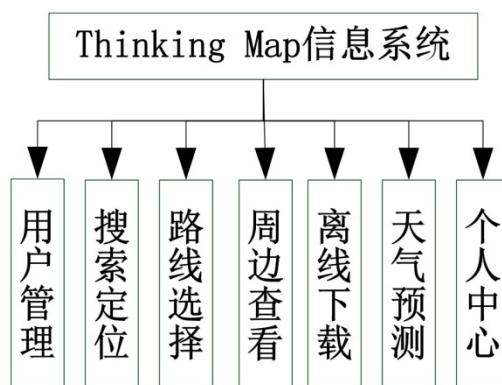 Thinking Map信息系统
用户管理
搜索定位
路线选择
周边查看
离线下载
天气预测
个人中心